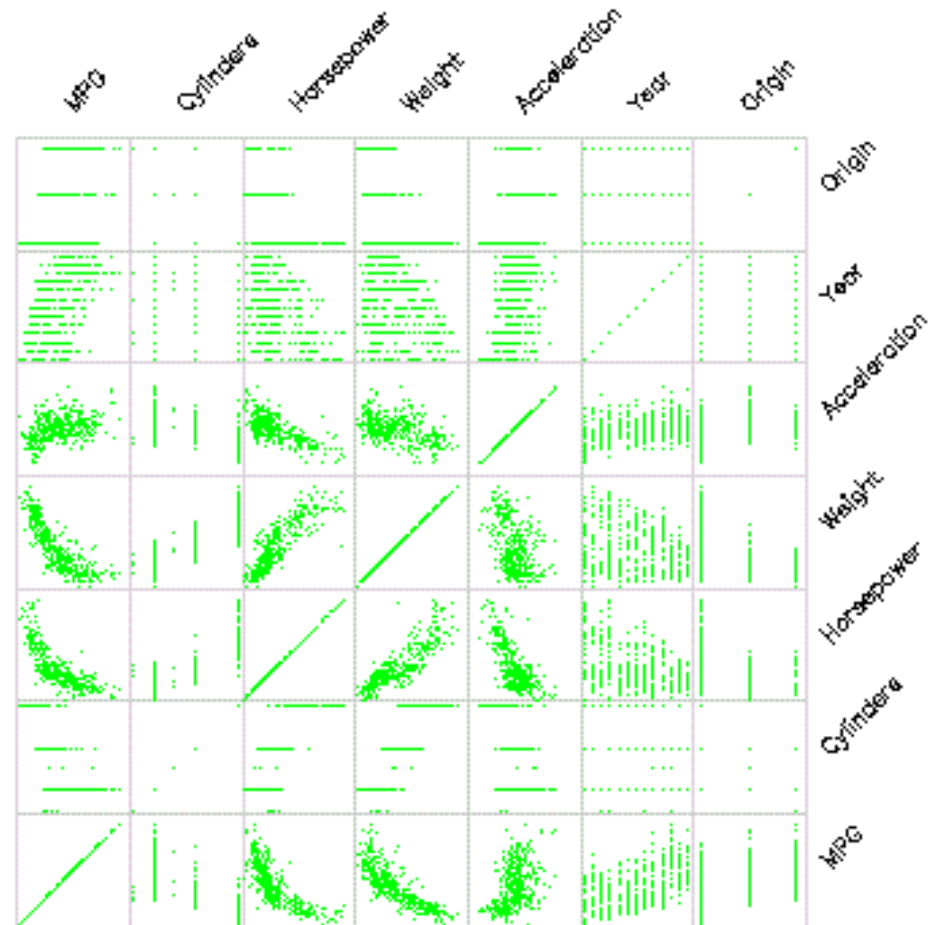 MPG
Cylinders
Horsepower
Weight
Acceleration
Year
Origin
Origin
Year
Acceleration
Weight
Horsepower
Cylinders
MPG